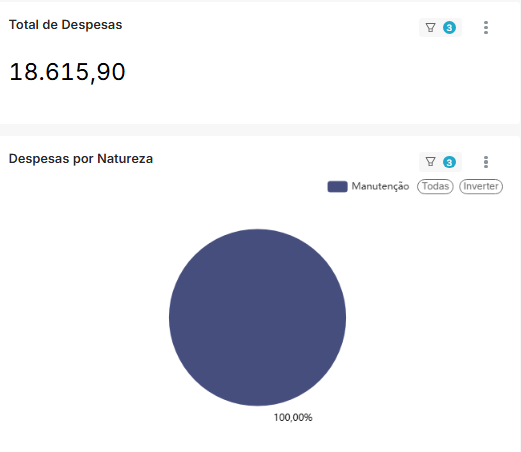 Total de Despesas
3
18.615,90
Despesas por Natureza
3
Manutenção Todas Inverter
100,00%